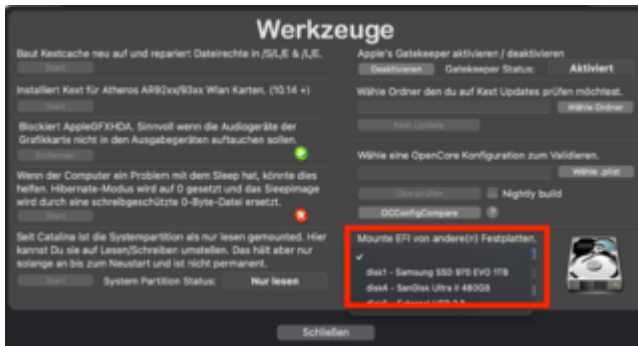 Werkzeuge
Baut Kextcache neu auf und repariert Dateirechte in /S/L/E & /L/E.
Start
Installiert Kext für Atheros AR92xx/93xx Wlan Karten. (10.14 +)
Start
Blockiert AppleGFXHDA. Sinnvoll wenn die Audiogeräte der
Grafikkarte nicht in den Ausgabegeräten auftauchen sollen.
Entfernen
Wenn der Computer ein Problem mit dem Sleep hat, könnte dies
helfen. Hibernate-Modus wird auf 0 gesetzt und das Sleepimage
wird durch eine schreibgeschützte 0-Byte-Datei ersetzt.
Start
Seit Catalina ist die Systempartition als nur lesen gemounted. Hier
kannst Du sie auf Lesen/Schreiben umstellen. Das hält aber nur
solange an bis zum Neustart und ist nicht permanent.
Start System Partition Status: Nur lesen
Apple's Gatekeeper aktivieren / deaktivieren
Deaktivieren Gatekeeper Status: Aktiviert
Wähle Ordner den du auf Kext Updates prüfen möchtest.
Wähle Ordner
Kext Update
Wähle eine OpenCore Konfiguration zum Validieren.
Wähle .plist
Überprüfen Nightly build
OCConfigCompare ?
Mounte EFI von andere(r) Festplatten.
disk1 - Samsung SSD 970 EVO 1TB
disk4 - SanDisk Ultra II 480GB
Schließen